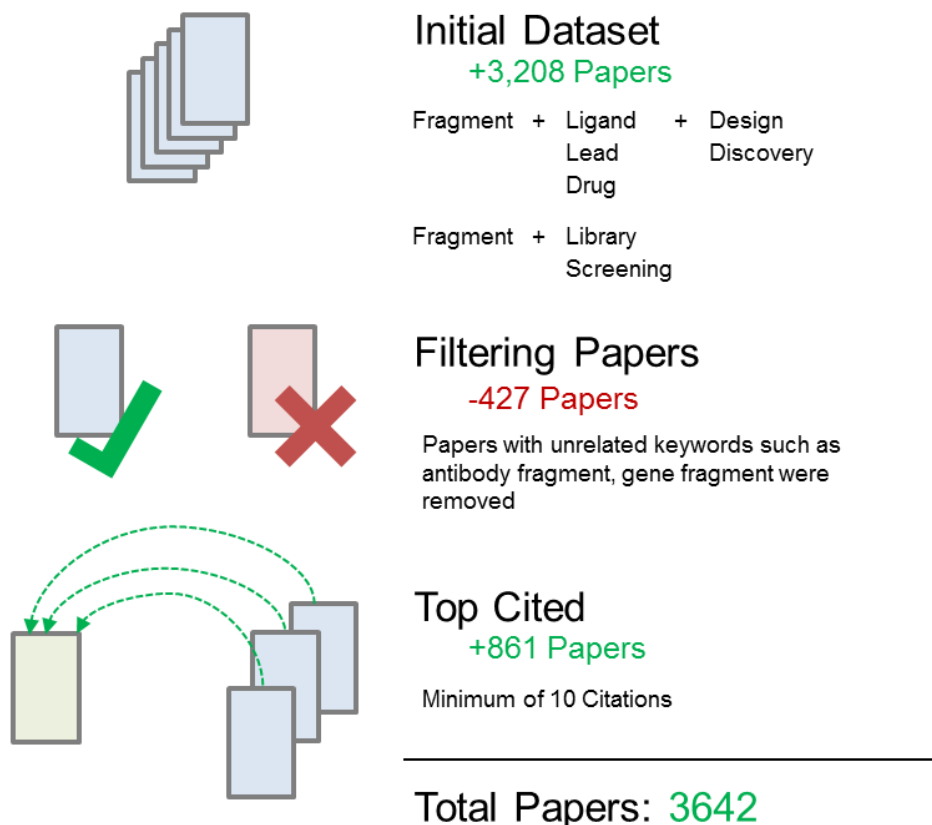 Initial Dataset
+3,208 Papers
Fragment + Ligand + Design
Lead Discovery
Drug
Fragment + Library
Screening
Filtering Papers
-427 Papers
Papers with unrelated keywords such as
antibody fragment, gene fragment were
removed
Top Cited
+861 Papers
Minimum of 10 Citations
Total Papers: 3642